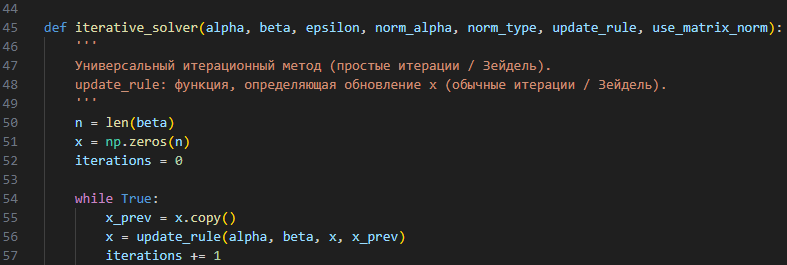 44
45 def iterative_solver(alpha, beta, epsilon, norm_alpha, norm_type, update_rule, use_matrix_norm):
46 '''
47 Универсальный итерационный метод (простые итерации / Зейдель).
48 update_rule: функция, определяющая обновление x (обычные итерации / Зейдель).
49 '''
50 n = len(beta)
51 x = np.zeros(n)
52 iterations = 0
53
54 while True:
55 x_prev = x.copy()
56 x = update_rule(alpha, beta, x, x_prev)
57 iterations += 1